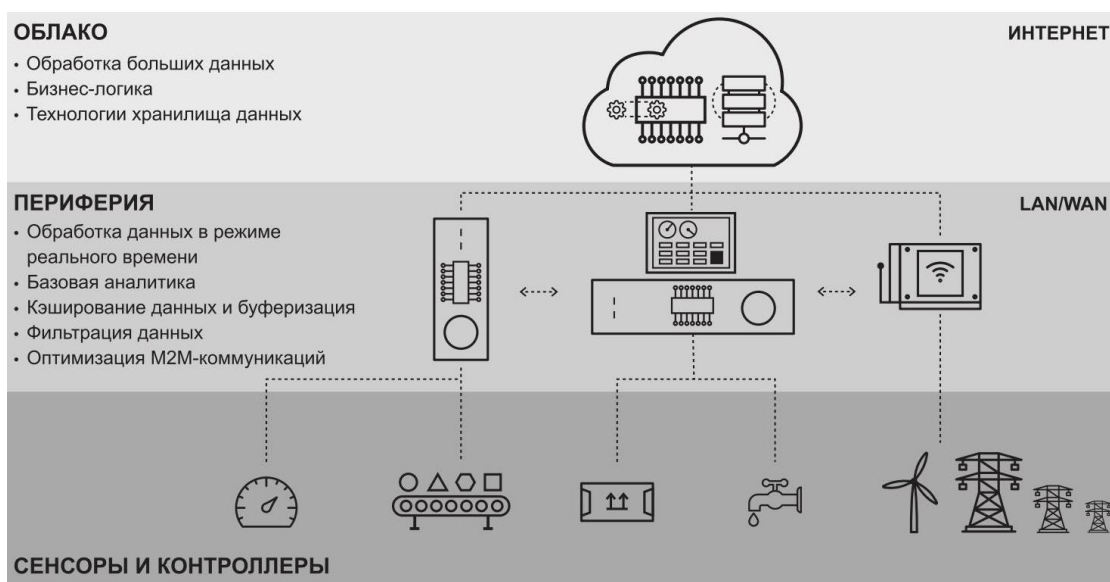 ОБЛАКО
• Обработка больших данных
• Бизнес-логика
• Технологии хранилища данных
ИНТЕРНЕТ
ПЕРИФЕРИЯ
• Обработка данных в режиме
реального времени
• Базовая аналитика
• Кэширование данных и буферизация
• Фильтрация данных
• Оптимизация M2M-коммуникаций
LAN/WAN
СЕНСОРЫ И КОНТРОЛЛЕРЫ